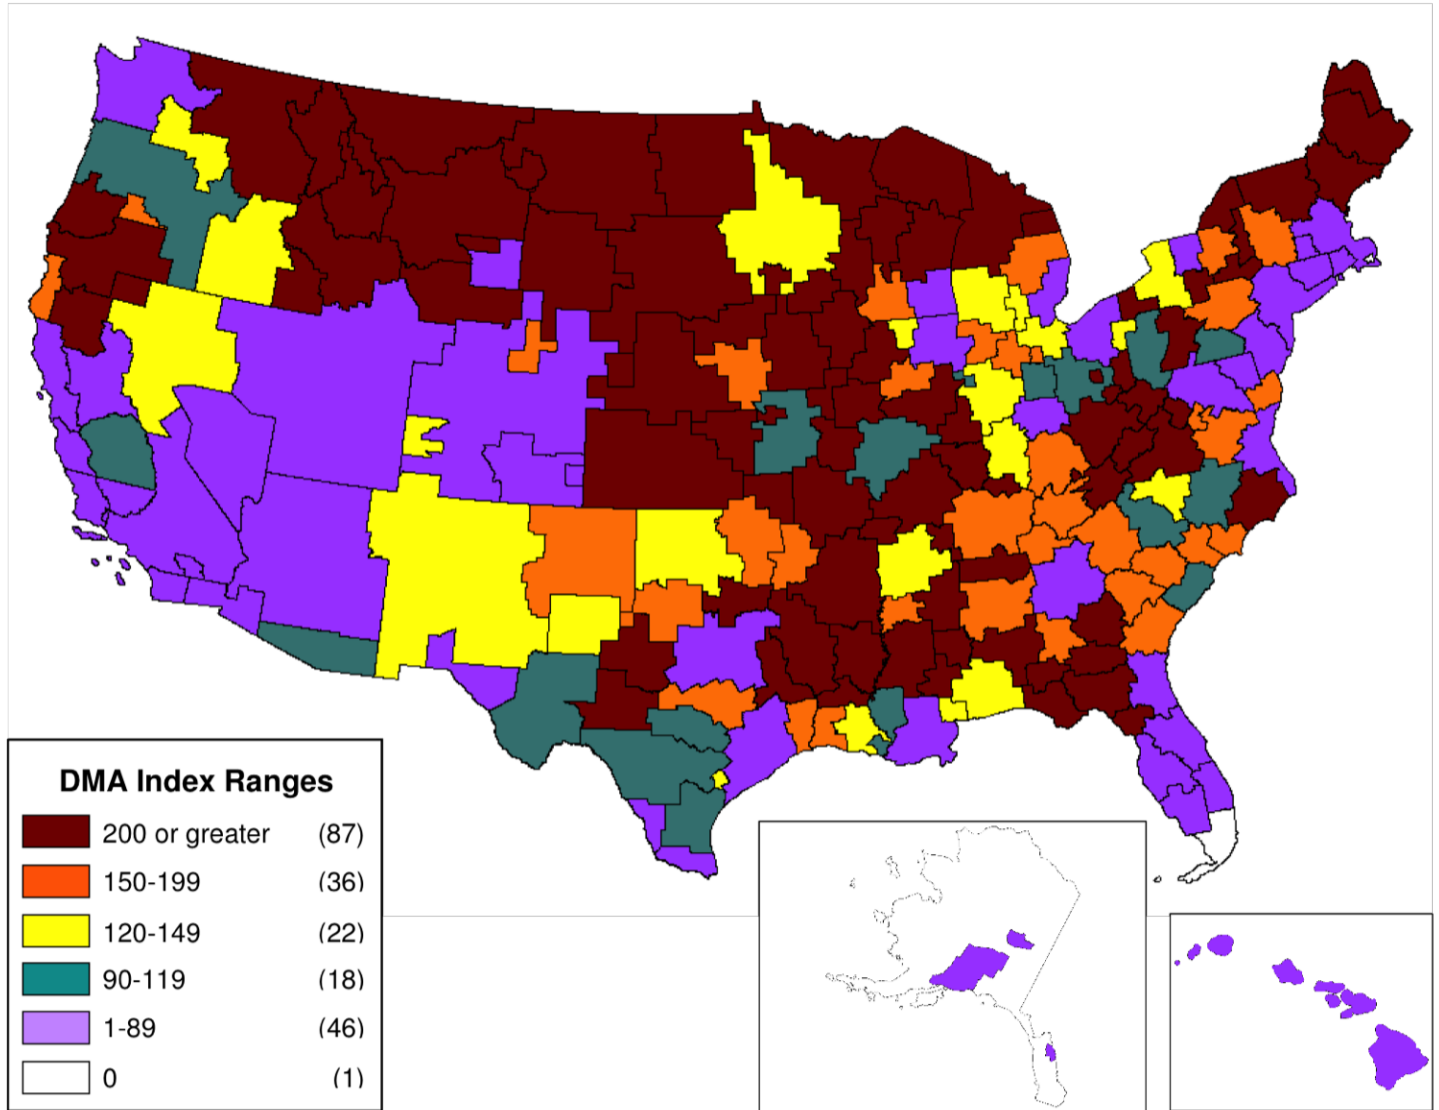 DMA Index Ranges
200 or greater (87)
150-199 (36)
120-149 (22)
90-119 (18)
1-89 (46)
0 (1)